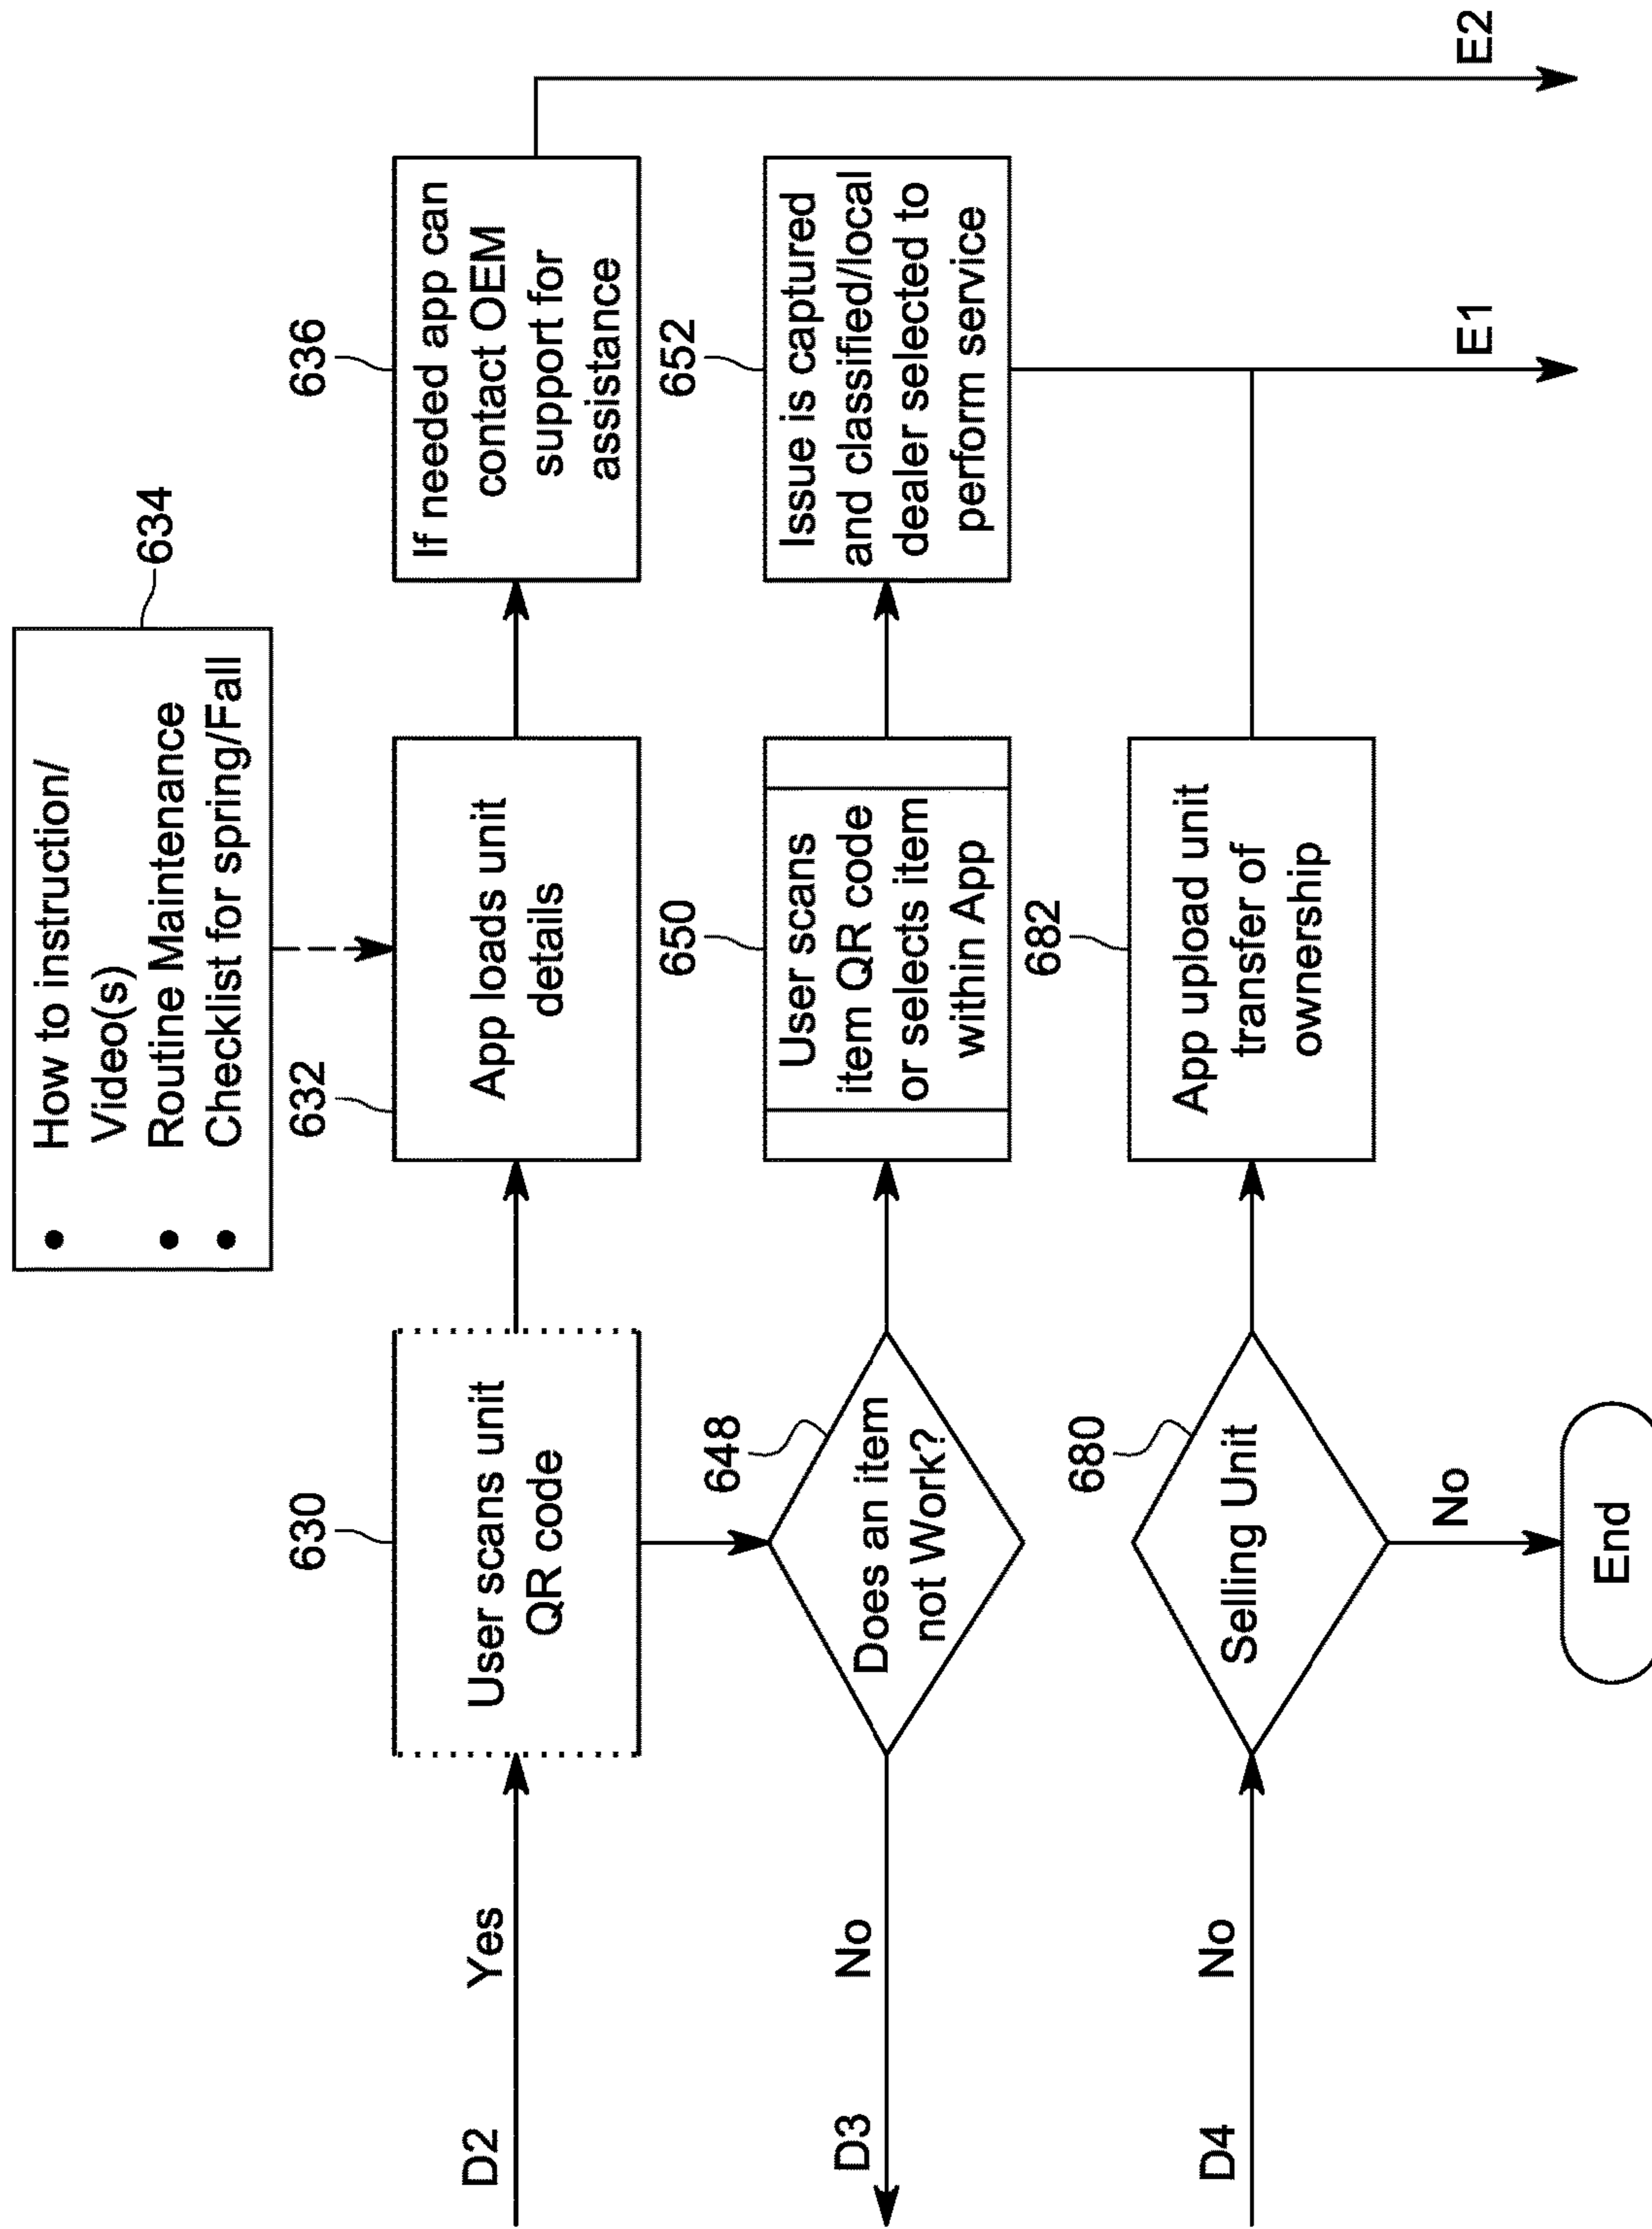 634
• How to instruction/
Video(s)
• Routine Maintenance
• Checklist for spring/Fall
D2
Yes
630
User scans unit
QR code
632
App loads unit
details
636
If needed app can
contact OEM
support for
assistance
E2
D3
No
648
Does an item
not Work?
650
User scans
item QR code
or selects item
within App
652
Issue is captured
and classified/local
dealer selected to
perform service
E1
D4
No
680
Selling Unit
682
App upload unit
transfer of
ownership
No
End